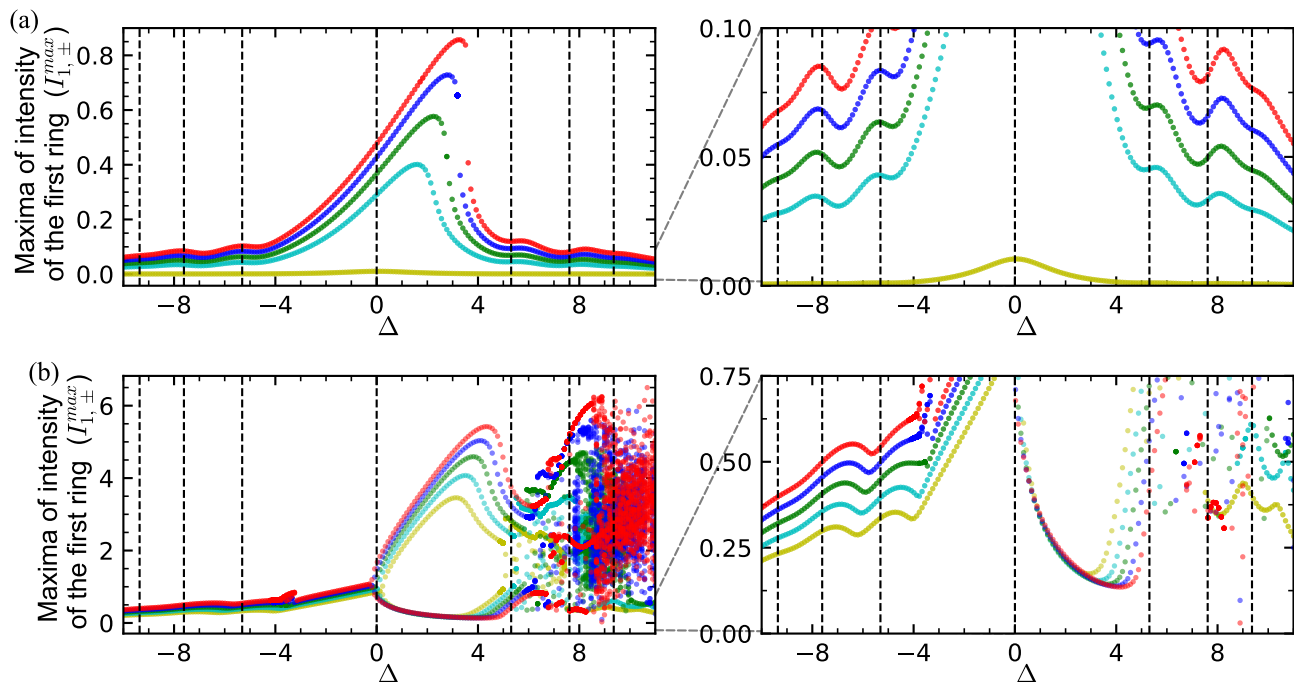 (a)
Maxima of intensity
of the first ring (I_{1,±}^{max})
0.8
0.6
0.4
0.2
0.0
−8 −4 0 4 8
Δ
0.10
0.05
0.00
−8 −4 0 4 8
Δ
(b)
Maxima of intensity
of the first ring (I_{1,±}^{max})
6
4
2
0
−8 −4 0 4 8
Δ
0.75
0.50
0.25
0.00
−8 −4 0 4 8
Δ